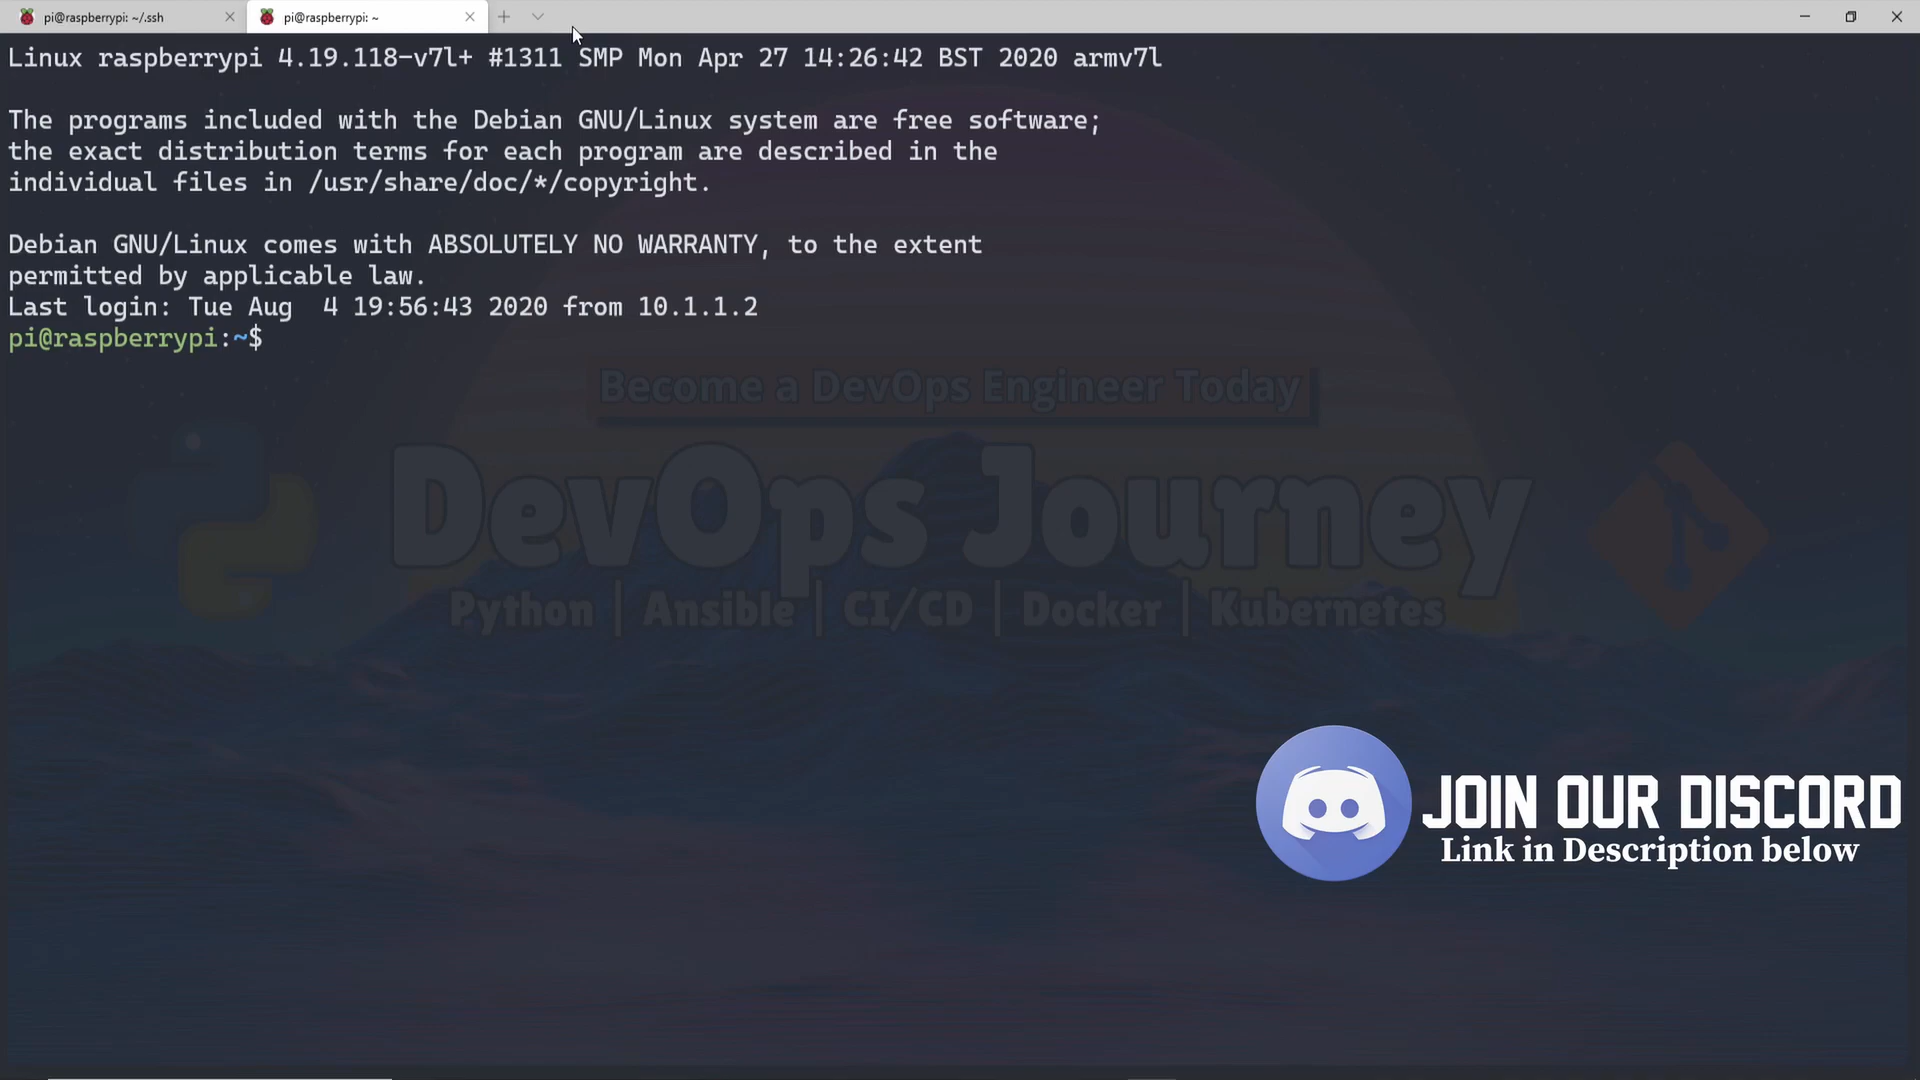 pi@raspberrypi: ~/.ssh
pi@raspberrypi: ~
Linux raspberrypi 4.19.118-v7l+ #1311 SMP Mon Apr 27 14:26:42 BST 2020 armv7l
The programs included with the Debian GNU/Linux system are free software;
the exact distribution terms for each program are described in the
individual files in /usr/share/doc/*/copyright.
Debian GNU/Linux comes with ABSOLUTELY NO WARRANTY, to the extent
permitted by applicable law.
Last login: Tue Aug  4 19:56:43 2020 from 10.1.1.2
pi@raspberrypi:~$
Become a DevOps Engineer Today
DevOps Journey
Python | Ansible | CI/CD | Docker | Kubernetes
JOIN OUR DISCORD
Link in Description below